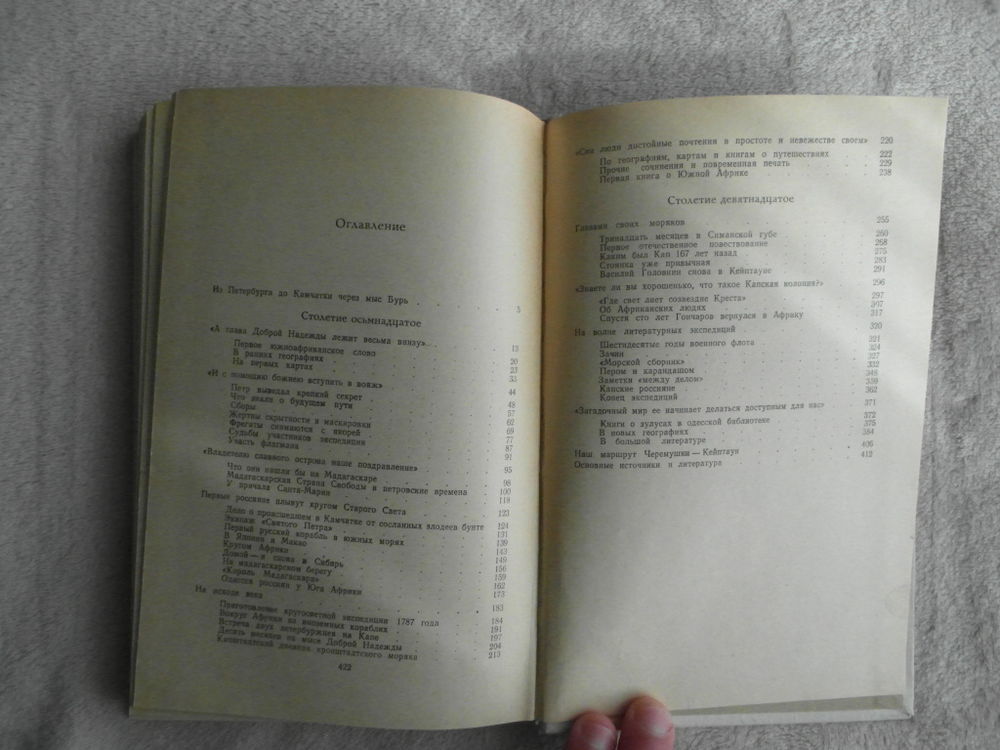 Оглавление
Из Петербурга до Камчатки через мыс Бурь 5
Столетие осьмнадцатое
«А глава Доброй Надежды лежит весьма внизу» 13
Первое южноафриканское слово
В ранних географиях 20
На первых картах 23
«И с помощию божиею вступить в вояж» 33
Петр выведал крепкий секрет 44
Что знали о будущем пути 48
Сборы 57
Жертвы скрытности и маскировки 62
Фрегаты снимаются с якорей 69
Судьбы участников экспедиции 77
Участь флагмана 87
«Владетелю славного острова наше поздравление» 91
Что они нашли бы на Мадагаскаре 95
Мадагаскарская Страна Свободы в петровские времена 98
У причала Санта-Мария 100
118
Первые россияне плывут кругом Старого Света 123
Дело о происшедшем в Камчатке от сосланных злодеев бунте 124
Экипаж «Святого Петра» 131
Первый русский корабль в южных морях 139
В Японии и Макао 143
Кругом Африки 149
Домой — и снова в Сибирь 156
На мадагаскарском берегу 159
«Король Мадагаскара» 162
Одиссея россиян у Юга Африки 173
На исходе века 183
Приготовление кругосветной экспедиции 1787 года 184
Вокруг Африки на иноземных кораблях 191
Встреча двух петербуржцев на Капе 197
Десять месяцев на мысе Доброй Надежды 204
Капштадтский дневник кронштадтского моряка 213
422
«Сии люди достойные почтения в простоте и невежестве своем» 220
По географиям, картам и книгам о путешествиях 222
Прочие сочинения и повременная печать 229
Первая книга о Южной Африке 238
Столетие девятнадцатое
Глазами своих моряков 255
Тринадцать месяцев в Симанской губе 260
Первое отечественное повествование 268
Каким был Кап 167 лет назад 275
Стоянка уже привычная 283
Василий Головнин снова в Кейптауне 291
«Знаете ли вы хорошенько, что такое Капская колония?» 296
«Где свет лиет созвездие Креста» 297
Об Африканских людях 307
Спустя сто лет Гончаров вернулся в Африку 317
На волне литературных экспедиций 320
Шестидесятые годы военного флота 321
Зачин 324
«Морской сборник» 327
Пером и карандашом 332
Заметки «между делом» 348
Капские россияне 359
Конец экспедиций 362
«Загадочный мир ее начинает делаться доступным для нас» 371
Книги о зулусах в одесской библиотеке 372
В новых географиях 375
В большой литературе 384
Наш маршрут Черемушки — Кейптаун 406
Основные источники и литература 412